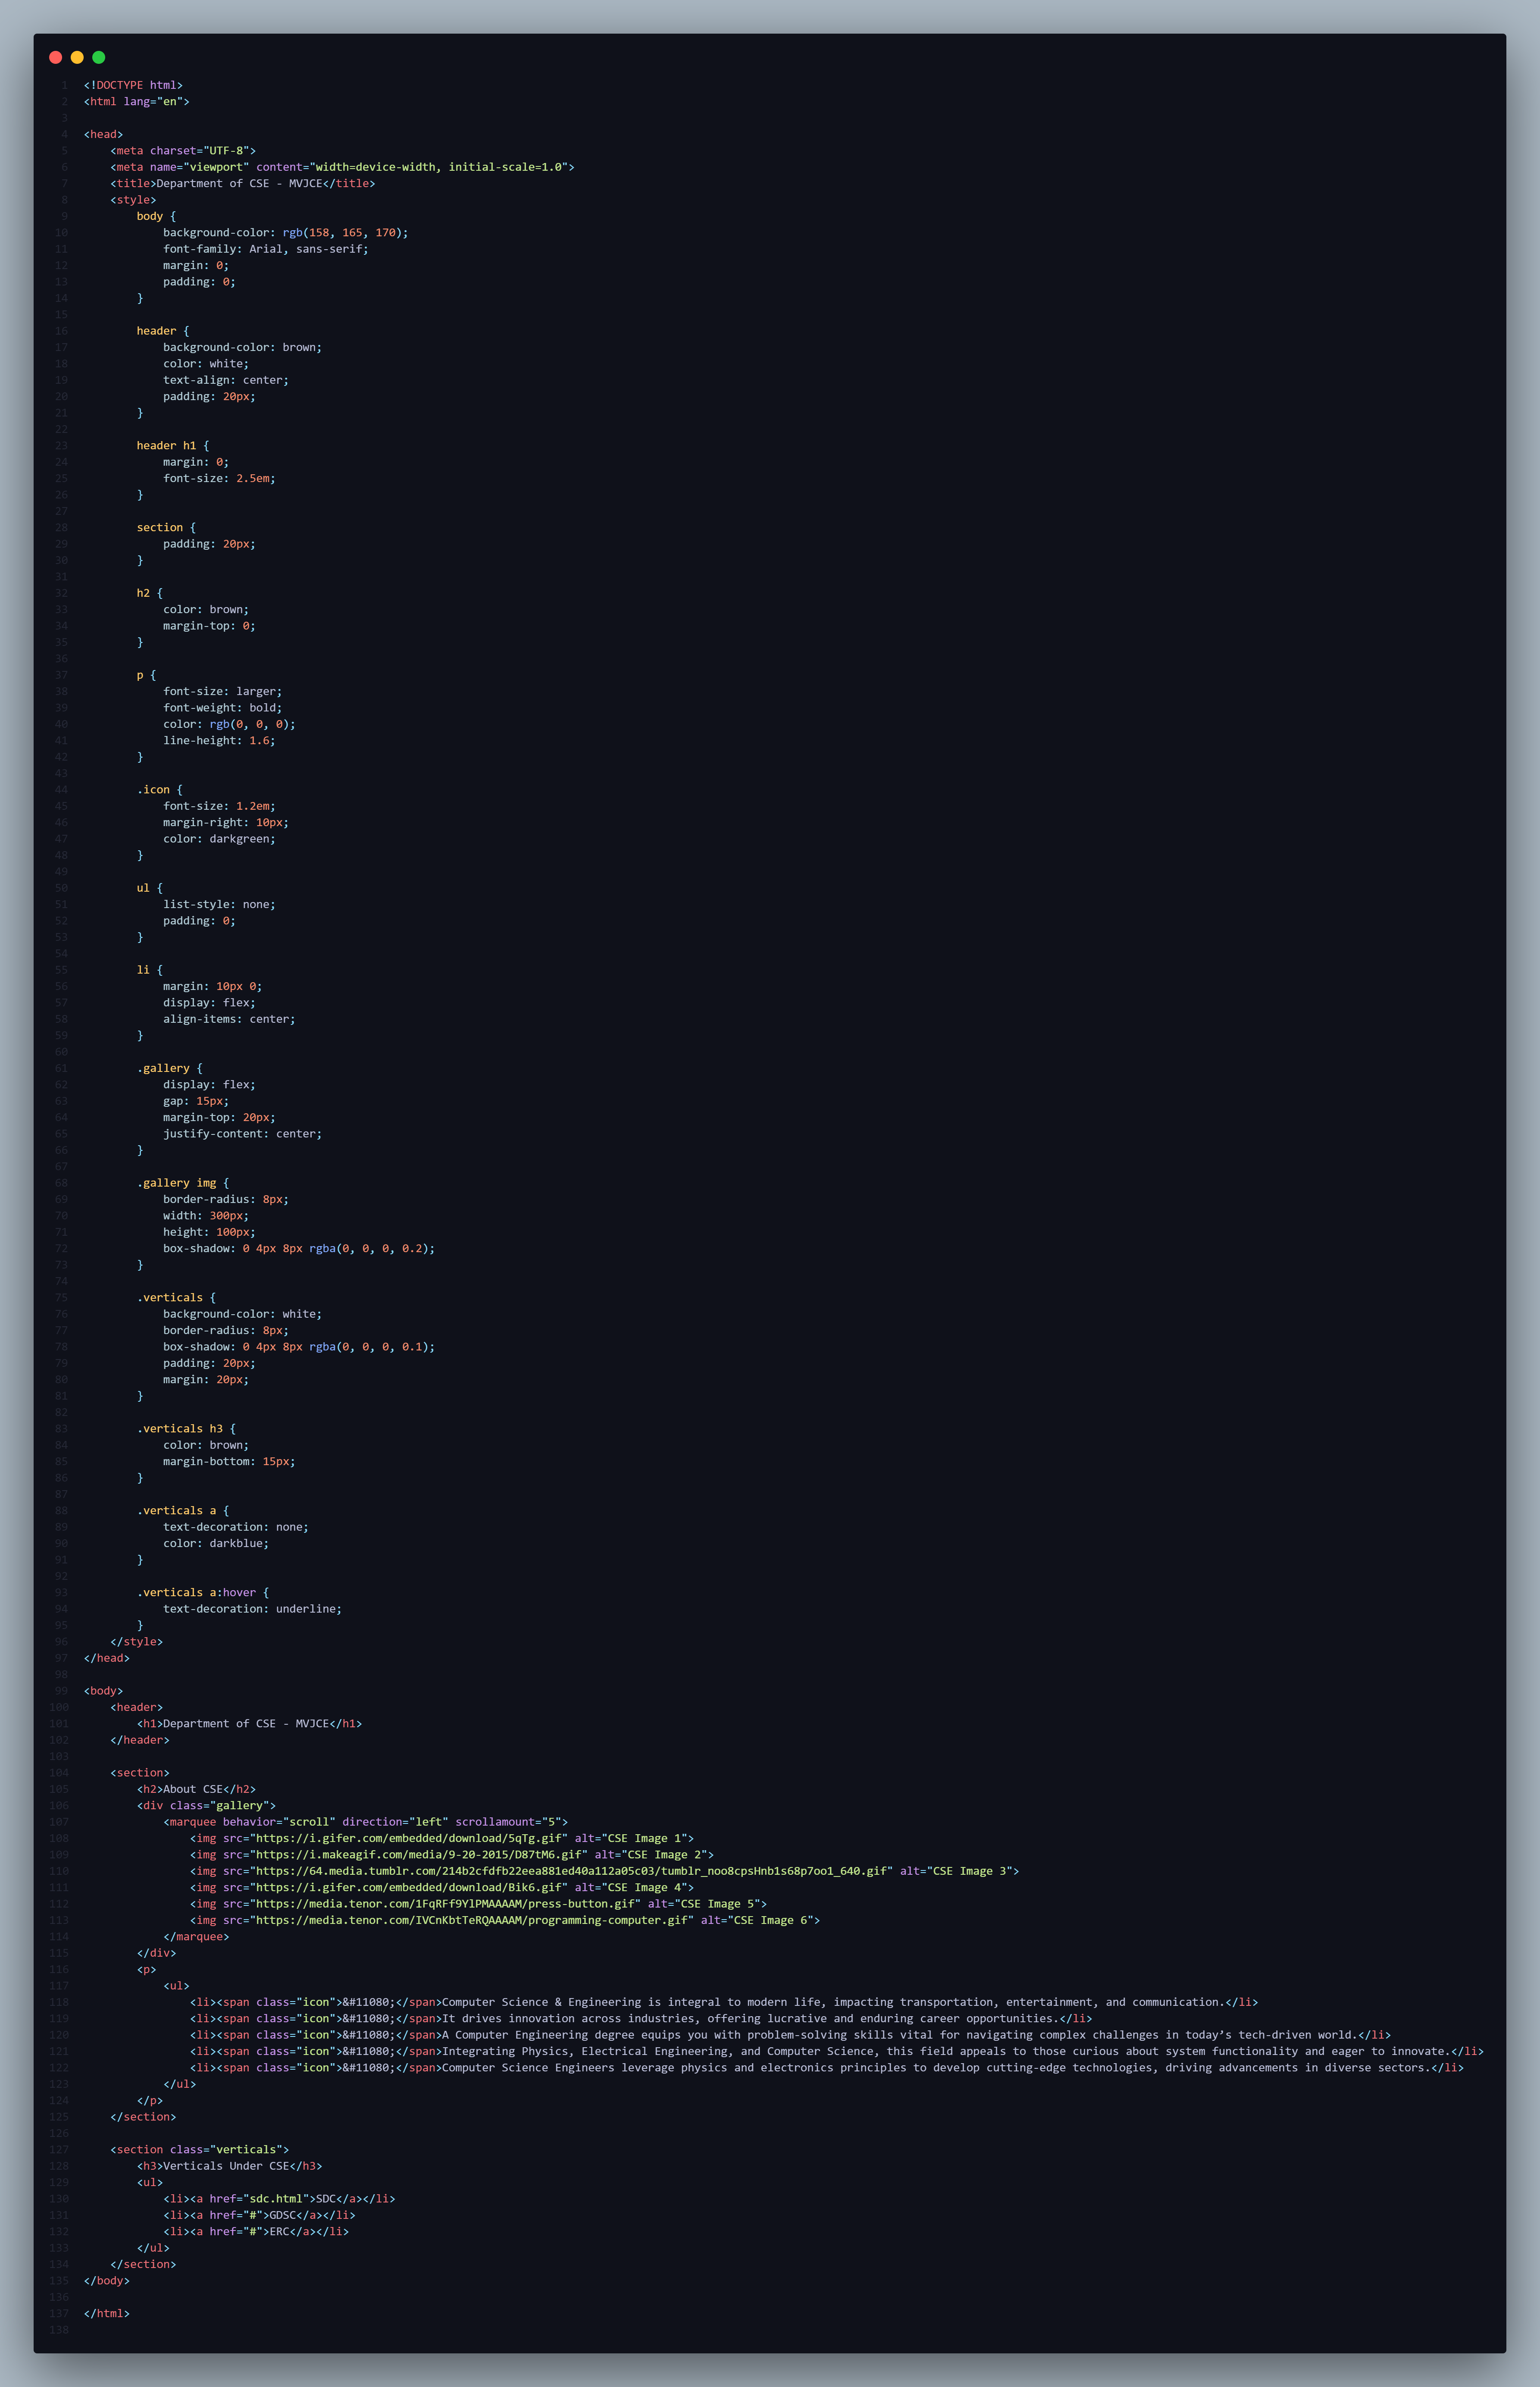 1 <!DOCTYPE html>
2 <html lang="en">
3
4 <head>
5     <meta charset="UTF-8">
6     <meta name="viewport" content="width=device-width, initial-scale=1.0">
7     <title>Department of CSE - MVJCE</title>
8     <style>
9         body {
10             background-color: rgb(158, 165, 170);
11             font-family: Arial, sans-serif;
12             margin: 0;
13             padding: 0;
14         }
15
16         header {
17             background-color: brown;
18             color: white;
19             text-align: center;
20             padding: 20px;
21         }
22
23         header h1 {
24             margin: 0;
25             font-size: 2.5em;
26         }
27
28         section {
29             padding: 20px;
30         }
31
32         h2 {
33             color: brown;
34             margin-top: 0;
35         }
36
37         p {
38             font-size: larger;
39             font-weight: bold;
40             color: rgb(0, 0, 0);
41             line-height: 1.6;
42         }
43
44         .icon {
45             font-size: 1.2em;
46             margin-right: 10px;
47             color: darkgreen;
48         }
49
50         ul {
51             list-style: none;
52             padding: 0;
53         }
54
55         li {
56             margin: 10px 0;
57             display: flex;
58             align-items: center;
59         }
60
61         .gallery {
62             display: flex;
63             gap: 15px;
64             margin-top: 20px;
65             justify-content: center;
66         }
67
68         .gallery img {
69             border-radius: 8px;
70             width: 300px;
71             height: 100px;
72             box-shadow: 0 4px 8px rgba(0, 0, 0, 0.2);
73         }
74
75         .verticals {
76             background-color: white;
77             border-radius: 8px;
78             box-shadow: 0 4px 8px rgba(0, 0, 0, 0.1);
79             padding: 20px;
80             margin: 20px;
81         }
82
83         .verticals h3 {
84             color: brown;
85             margin-bottom: 15px;
86         }
87
88         .verticals a {
89             text-decoration: none;
90             color: darkblue;
91         }
92
93         .verticals a:hover {
94             text-decoration: underline;
95         }
96     </style>
97 </head>
98
99 <body>
100     <header>
101         <h1>Department of CSE - MVJCE</h1>
102     </header>
103
104     <section>
105         <h2>About CSE</h2>
106         <div class="gallery">
107             <marquee behavior="scroll" direction="left" scrollamount="5">
108                 <img src="https://i.gifer.com/embedded/download/5qTg.gif" alt="CSE Image 1">
109                 <img src="https://i.makeagif.com/media/9-20-2015/D87tM6.gif" alt="CSE Image 2">
110                 <img src="https://64.media.tumblr.com/214b2cfdfb22eea881ed40a112a05c03/tumblr_noo8cpsHnb1s68p7oo1_640.gif" alt="CSE Image 3">
111                 <img src="https://i.gifer.com/embedded/download/Bik6.gif" alt="CSE Image 4">
112                 <img src="https://media.tenor.com/1FqRFf9YlPMAAAAM/press-button.gif" alt="CSE Image 5">
113                 <img src="https://media.tenor.com/IVCnKbtTeRQAAAAM/programming-computer.gif" alt="CSE Image 6">
114             </marquee>
115         </div>
116         <p>
117             <ul>
118                 <li><span class="icon">&#11080;</span>Computer Science & Engineering is integral to modern life, impacting transportation, entertainment, and communication.</li>
119                 <li><span class="icon">&#11080;</span>It drives innovation across industries, offering lucrative and enduring career opportunities.</li>
120                 <li><span class="icon">&#11080;</span>A Computer Engineering degree equips you with problem-solving skills vital for navigating complex challenges in today’s tech-driven world.</li>
121                 <li><span class="icon">&#11080;</span>Integrating Physics, Electrical Engineering, and Computer Science, this field appeals to those curious about system functionality and eager to innovate.</li>
122                 <li><span class="icon">&#11080;</span>Computer Science Engineers leverage physics and electronics principles to develop cutting-edge technologies, driving advancements in diverse sectors.</li>
123             </ul>
124         </p>
125     </section>
126
127     <section class="verticals">
128         <h3>Verticals Under CSE</h3>
129         <ul>
130             <li><a href="sdc.html">SDC</a></li>
131             <li><a href="#">GDSC</a></li>
132             <li><a href="#">ERC</a></li>
133         </ul>
134     </section>
135 </body>
136
137 </html>
138